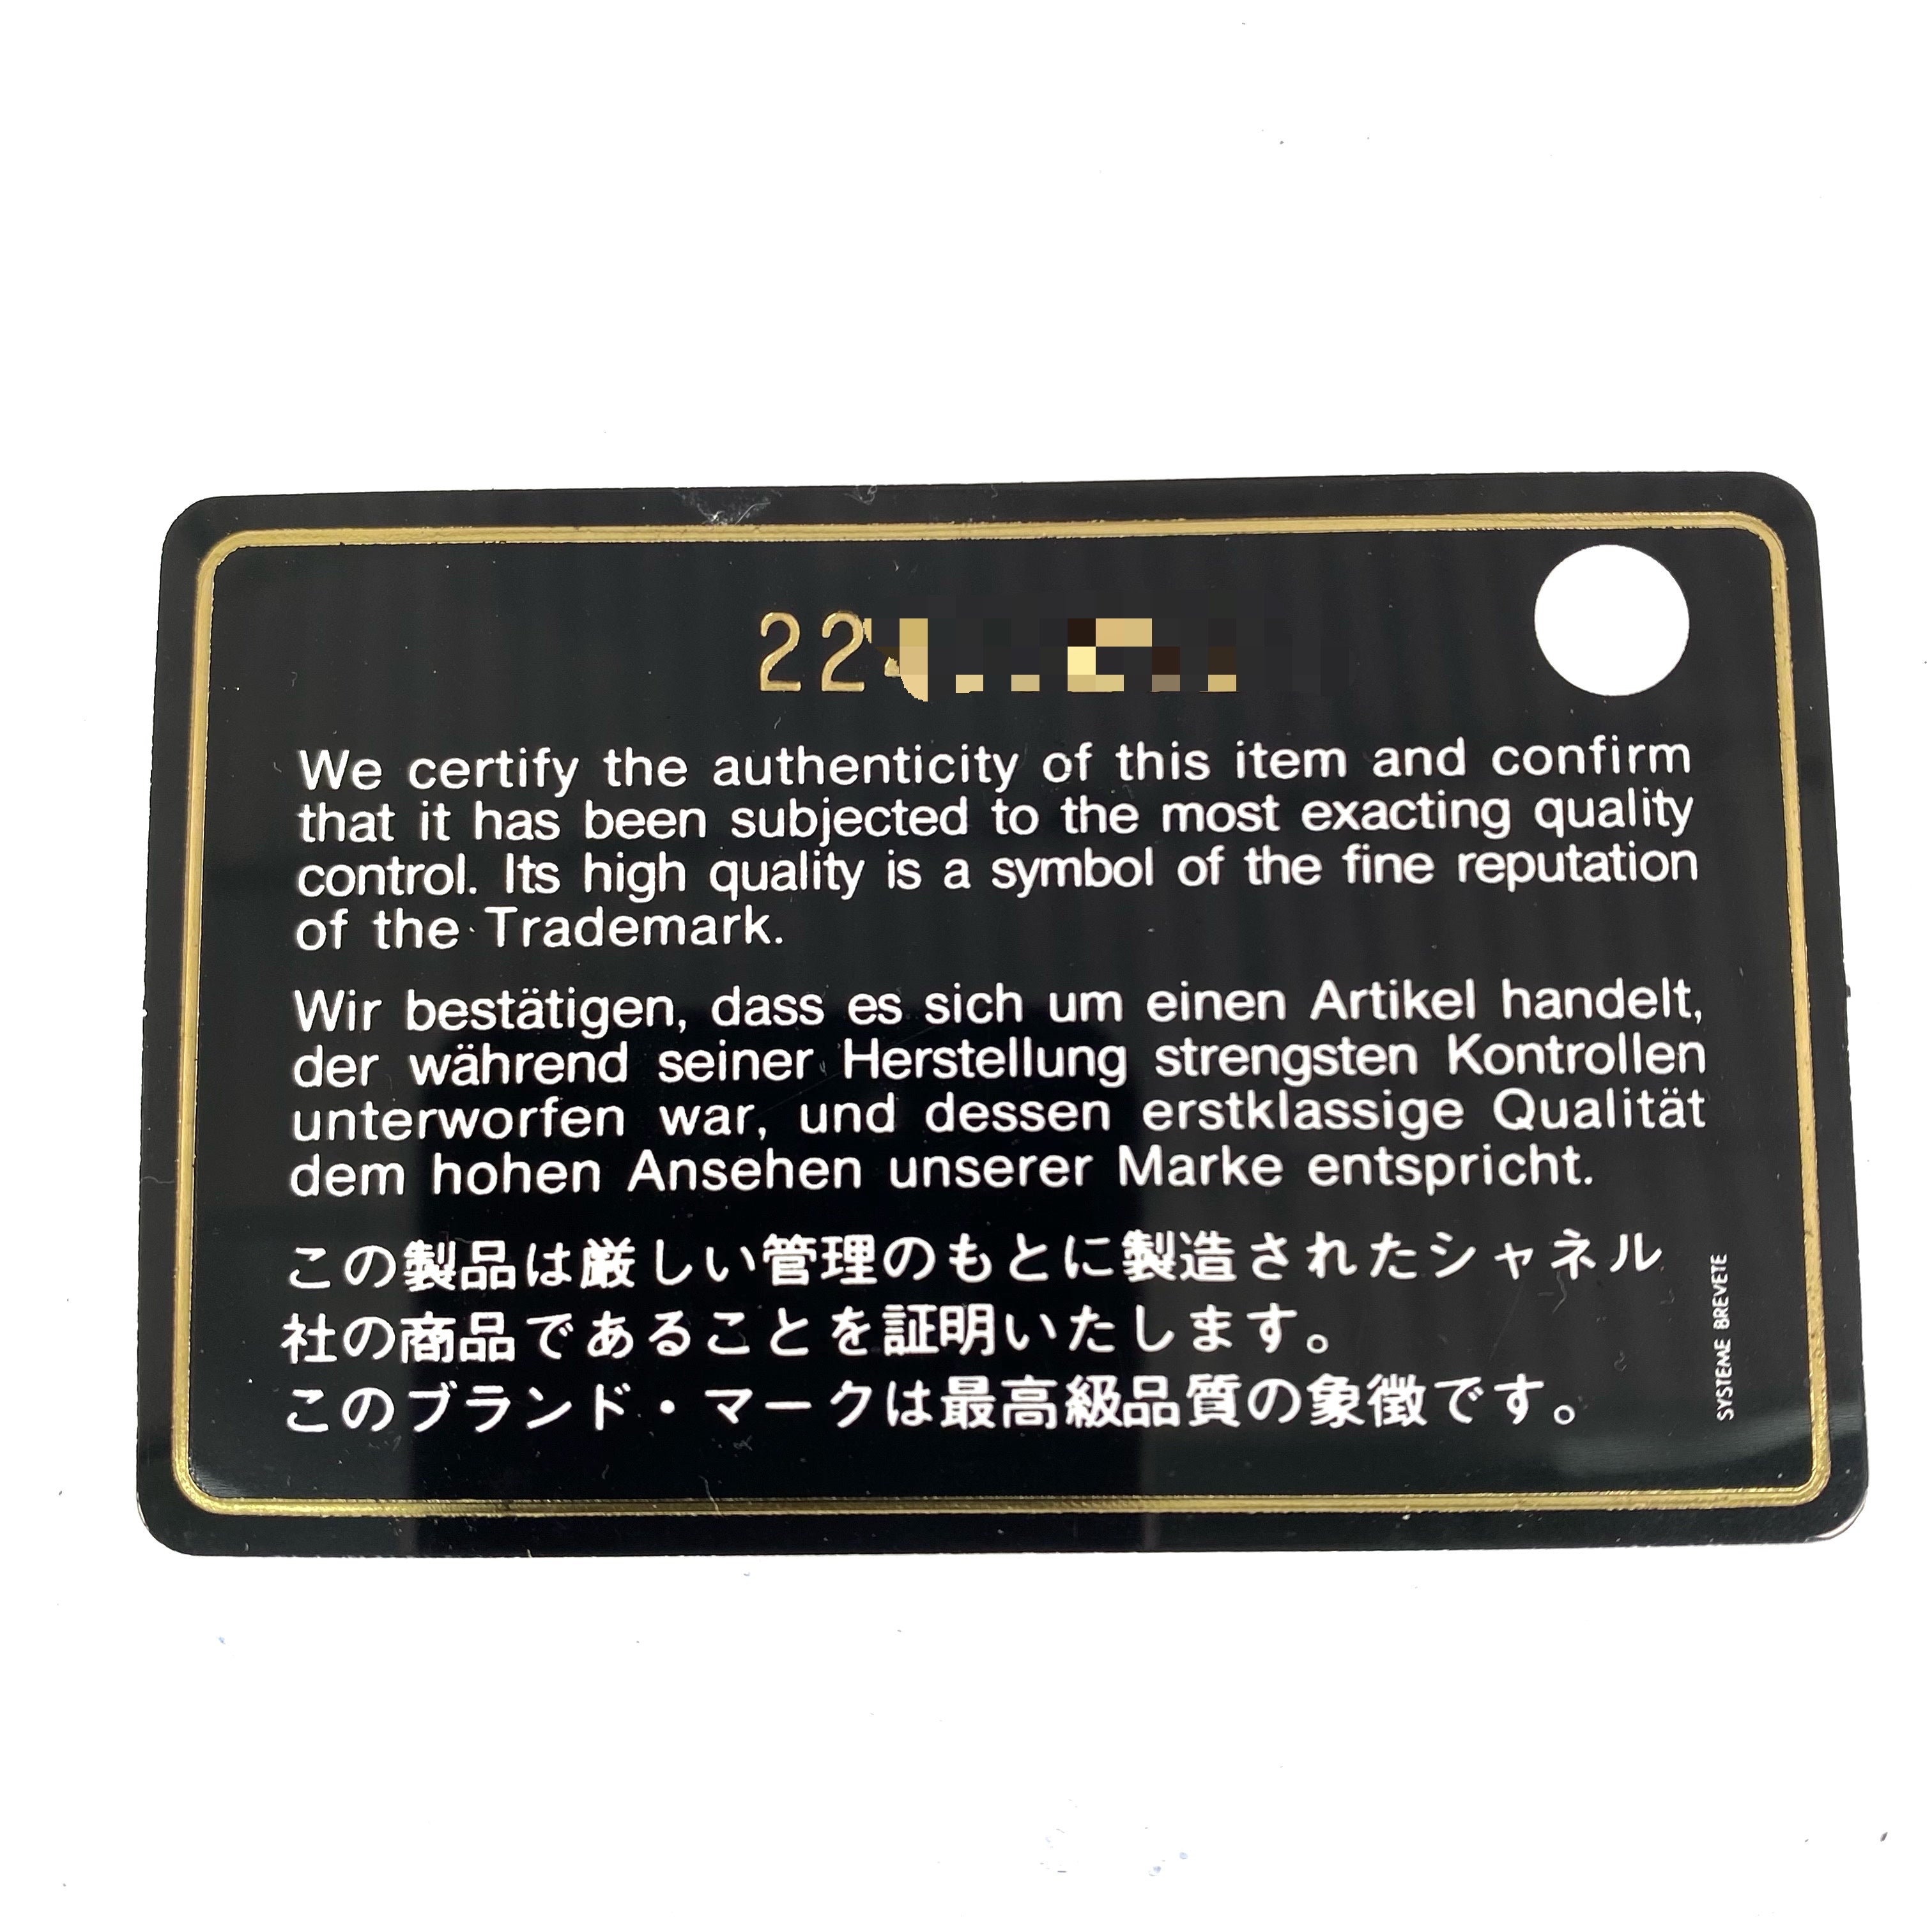 22
We certify the authenticity of this item and confirm
that it has been subjected to the most exacting quality
control. Its high quality is a symbol of the fine reputation
of the Trademark.
Wir bestätigen, dass es sich um einen Artikel handelt,
der während seiner Herstellung strengsten Kontrollen
unterworfen war, und dessen erstklassige Qualität
dem hohen Ansehen unserer Marke entspricht.
この製品は厳しい管理のもとに製造されたシャネル
社の商品であることを証明いたします。
このブランド・マークは最高級品質の象徴です。
SYSTEME BREVETE